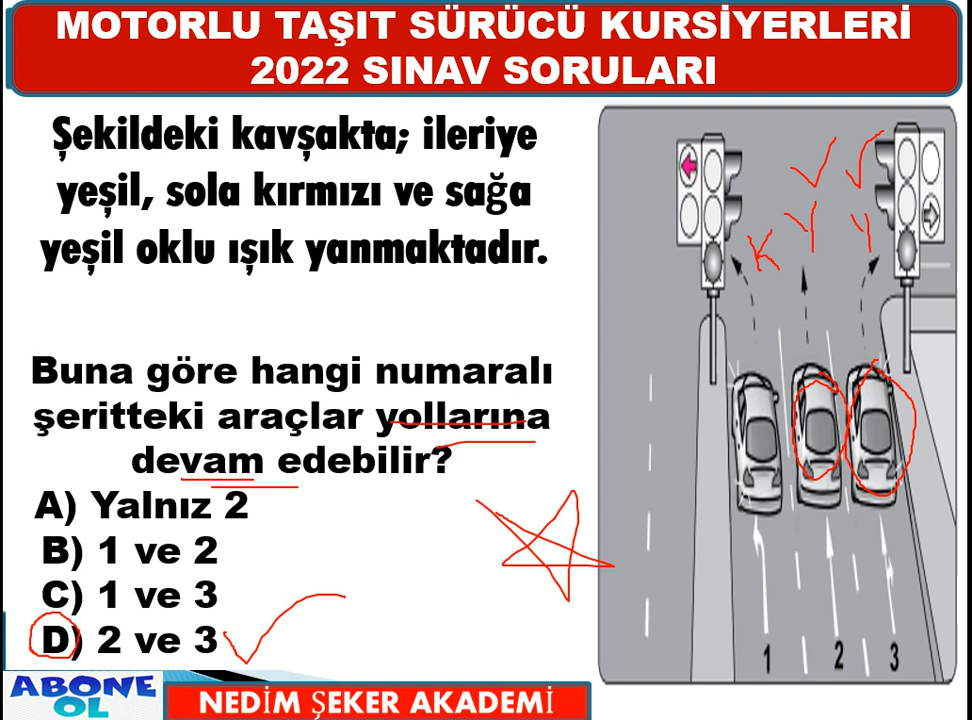 MOTORLU TAŞIT SÜRÜCÜ KURSİYERLERİ
2022 SINAV SORULARI
Şekildeki kavşakta; ileriye
yeşil, sola kırmızı ve sağa
yeşil oklu ışık yanmaktadır.
K Y Y
Buna göre hangi numaralı
şeritteki araçlar yollarına
devam edebilir?
A) Yalnız 2
B) 1 ve 2
C) 1 ve 3
D) 2 ve 3
1 2 3
ABONE
OL
NEDİM ŞEKER AKADEMİ